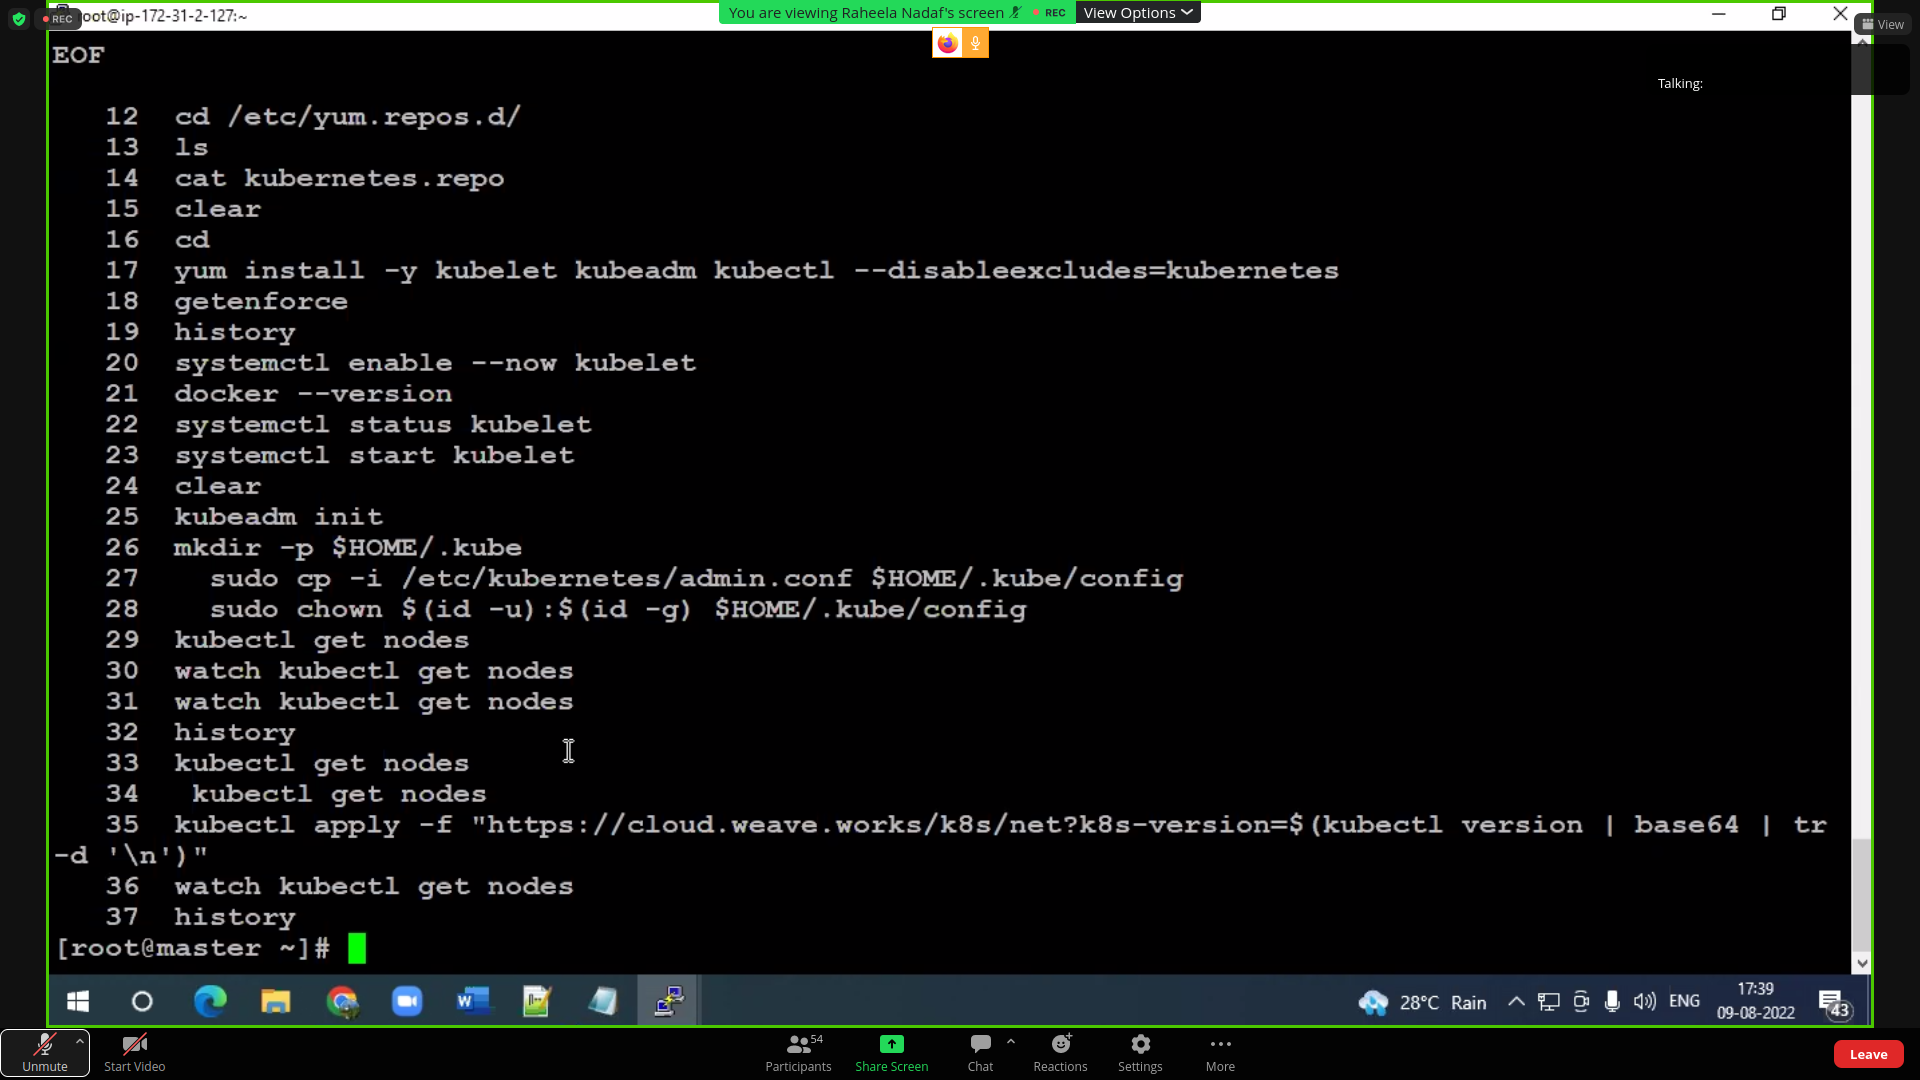 root@ip-172-31-2-127:~
REC
You are viewing Raheela Nadaf's screen
REC
View Options
View
Talking:
EOF
12 cd /etc/yum.repos.d/
13 ls
14 cat kubernetes.repo
15 clear
16 cd
17 yum install -y kubelet kubeadm kubectl --disableexcludes=kubernetes
18 getenforce
19 history
20 systemctl enable --now kubelet
21 docker --version
22 systemctl status kubelet
23 systemctl start kubelet
24 clear
25 kubeadm init
26 mkdir -p $HOME/.kube
27   sudo cp -i /etc/kubernetes/admin.conf $HOME/.kube/config
28   sudo chown $(id -u):$(id -g) $HOME/.kube/config
29 kubectl get nodes
30 watch kubectl get nodes
31 watch kubectl get nodes
32 history
33 kubectl get nodes
34  kubectl get nodes
35 kubectl apply -f "https://cloud.weave.works/k8s/net?k8s-version=$(kubectl version | base64 | tr
-d '\n')"
36 watch kubectl get nodes
37 history
[root@master ~]#
28°C Rain
ENG
17:39
09-08-2022
43
Unmute
Start Video
54
Participants
Share Screen
Chat
Reactions
Settings
More
Leave